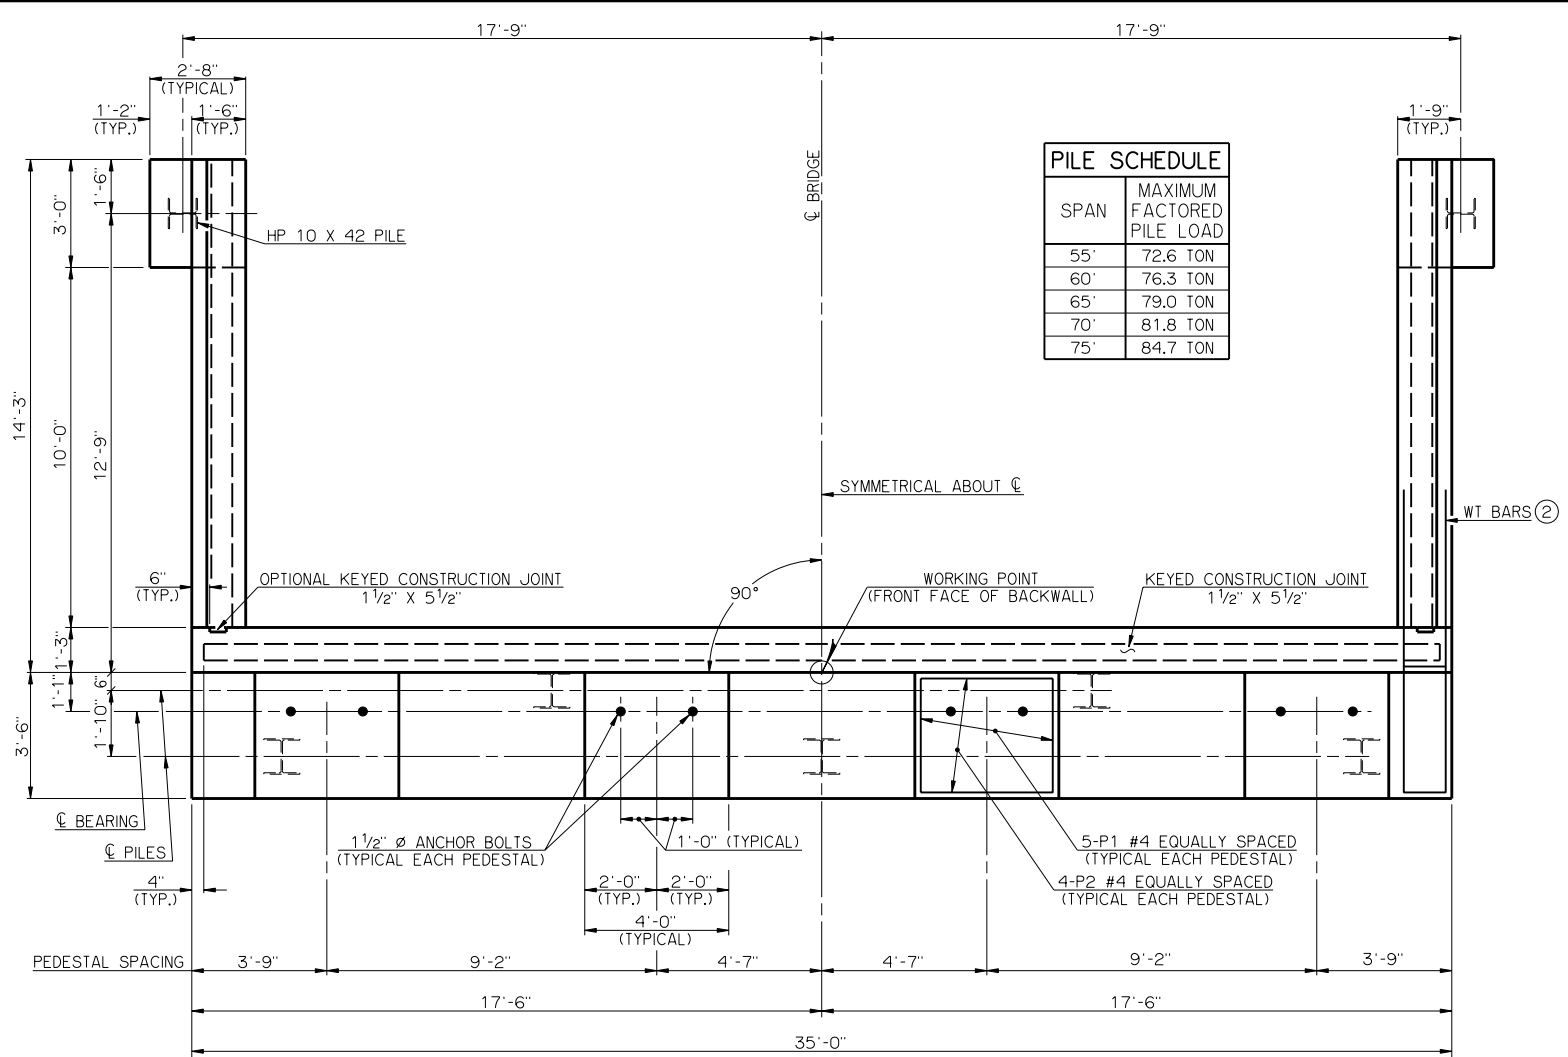 17'-9"
17'-9"
2'-8"
(TYPICAL)
1'-2"
(TYP.)
1'-6"
(TYP.)
1'-9"
(TYP.)
℄ BRIDGE
PILE SCHEDULE
SPAN
MAXIMUM
FACTORED
PILE LOAD
55' 72.6 TON
60' 76.3 TON
65' 79.0 TON
70' 81.8 TON
75' 84.7 TON
1'-6"
3'-0"
HP 10 X 42 PILE
14'-3"
10'-0"
12'-9"
SYMMETRICAL ABOUT ℄
WT BARS 2
6"
(TYP.)
OPTIONAL KEYED CONSTRUCTION JOINT
1 1/2" X 5 1/2"
90°
WORKING POINT
(FRONT FACE OF BACKWALL)
KEYED CONSTRUCTION JOINT
1 1/2" X 5 1/2"
1'-3"
1'-1"
6"
1'-10"
3'-6"
℄ BEARING
℄ PILES
1 1/2" Ø ANCHOR BOLTS
(TYPICAL EACH PEDESTAL)
1'-0" (TYPICAL)
5-P1 #4 EQUALLY SPACED
(TYPICAL EACH PEDESTAL)
4-P2 #4 EQUALLY SPACED
(TYPICAL EACH PEDESTAL)
4"
(TYP.)
2'-0"
(TYP.)
2'-0"
(TYP.)
4'-0"
(TYPICAL)
PEDESTAL SPACING
3'-9"
9'-2"
4'-7"
4'-7"
9'-2"
3'-9"
17'-6"
17'-6"
35'-0"